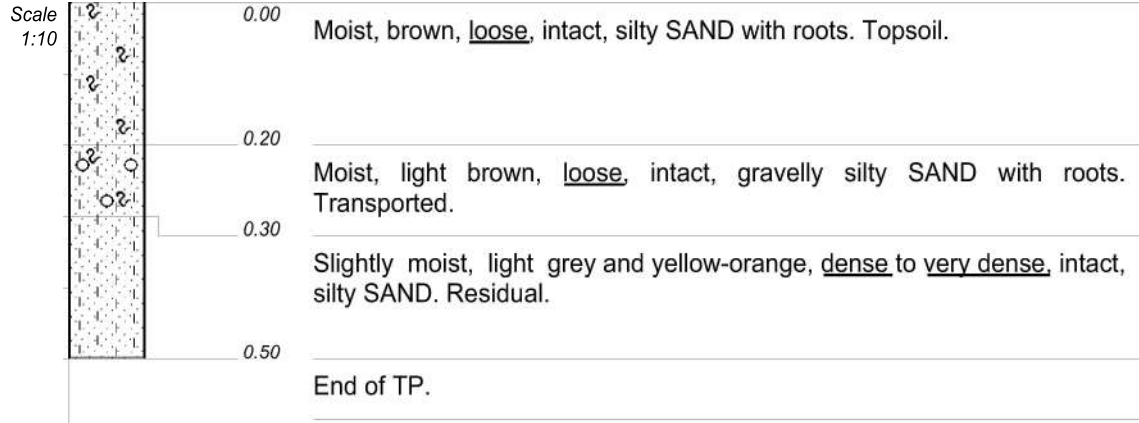 Scale
1:10
0.00
Moist, brown, loose, intact, silty SAND with roots. Topsoil.
0.20
Moist, light brown, loose, intact, gravelly silty SAND with roots.
Transported.
0.30
Slightly moist, light grey and yellow-orange, dense to very dense, intact,
silty SAND. Residual.
0.50
End of TP.